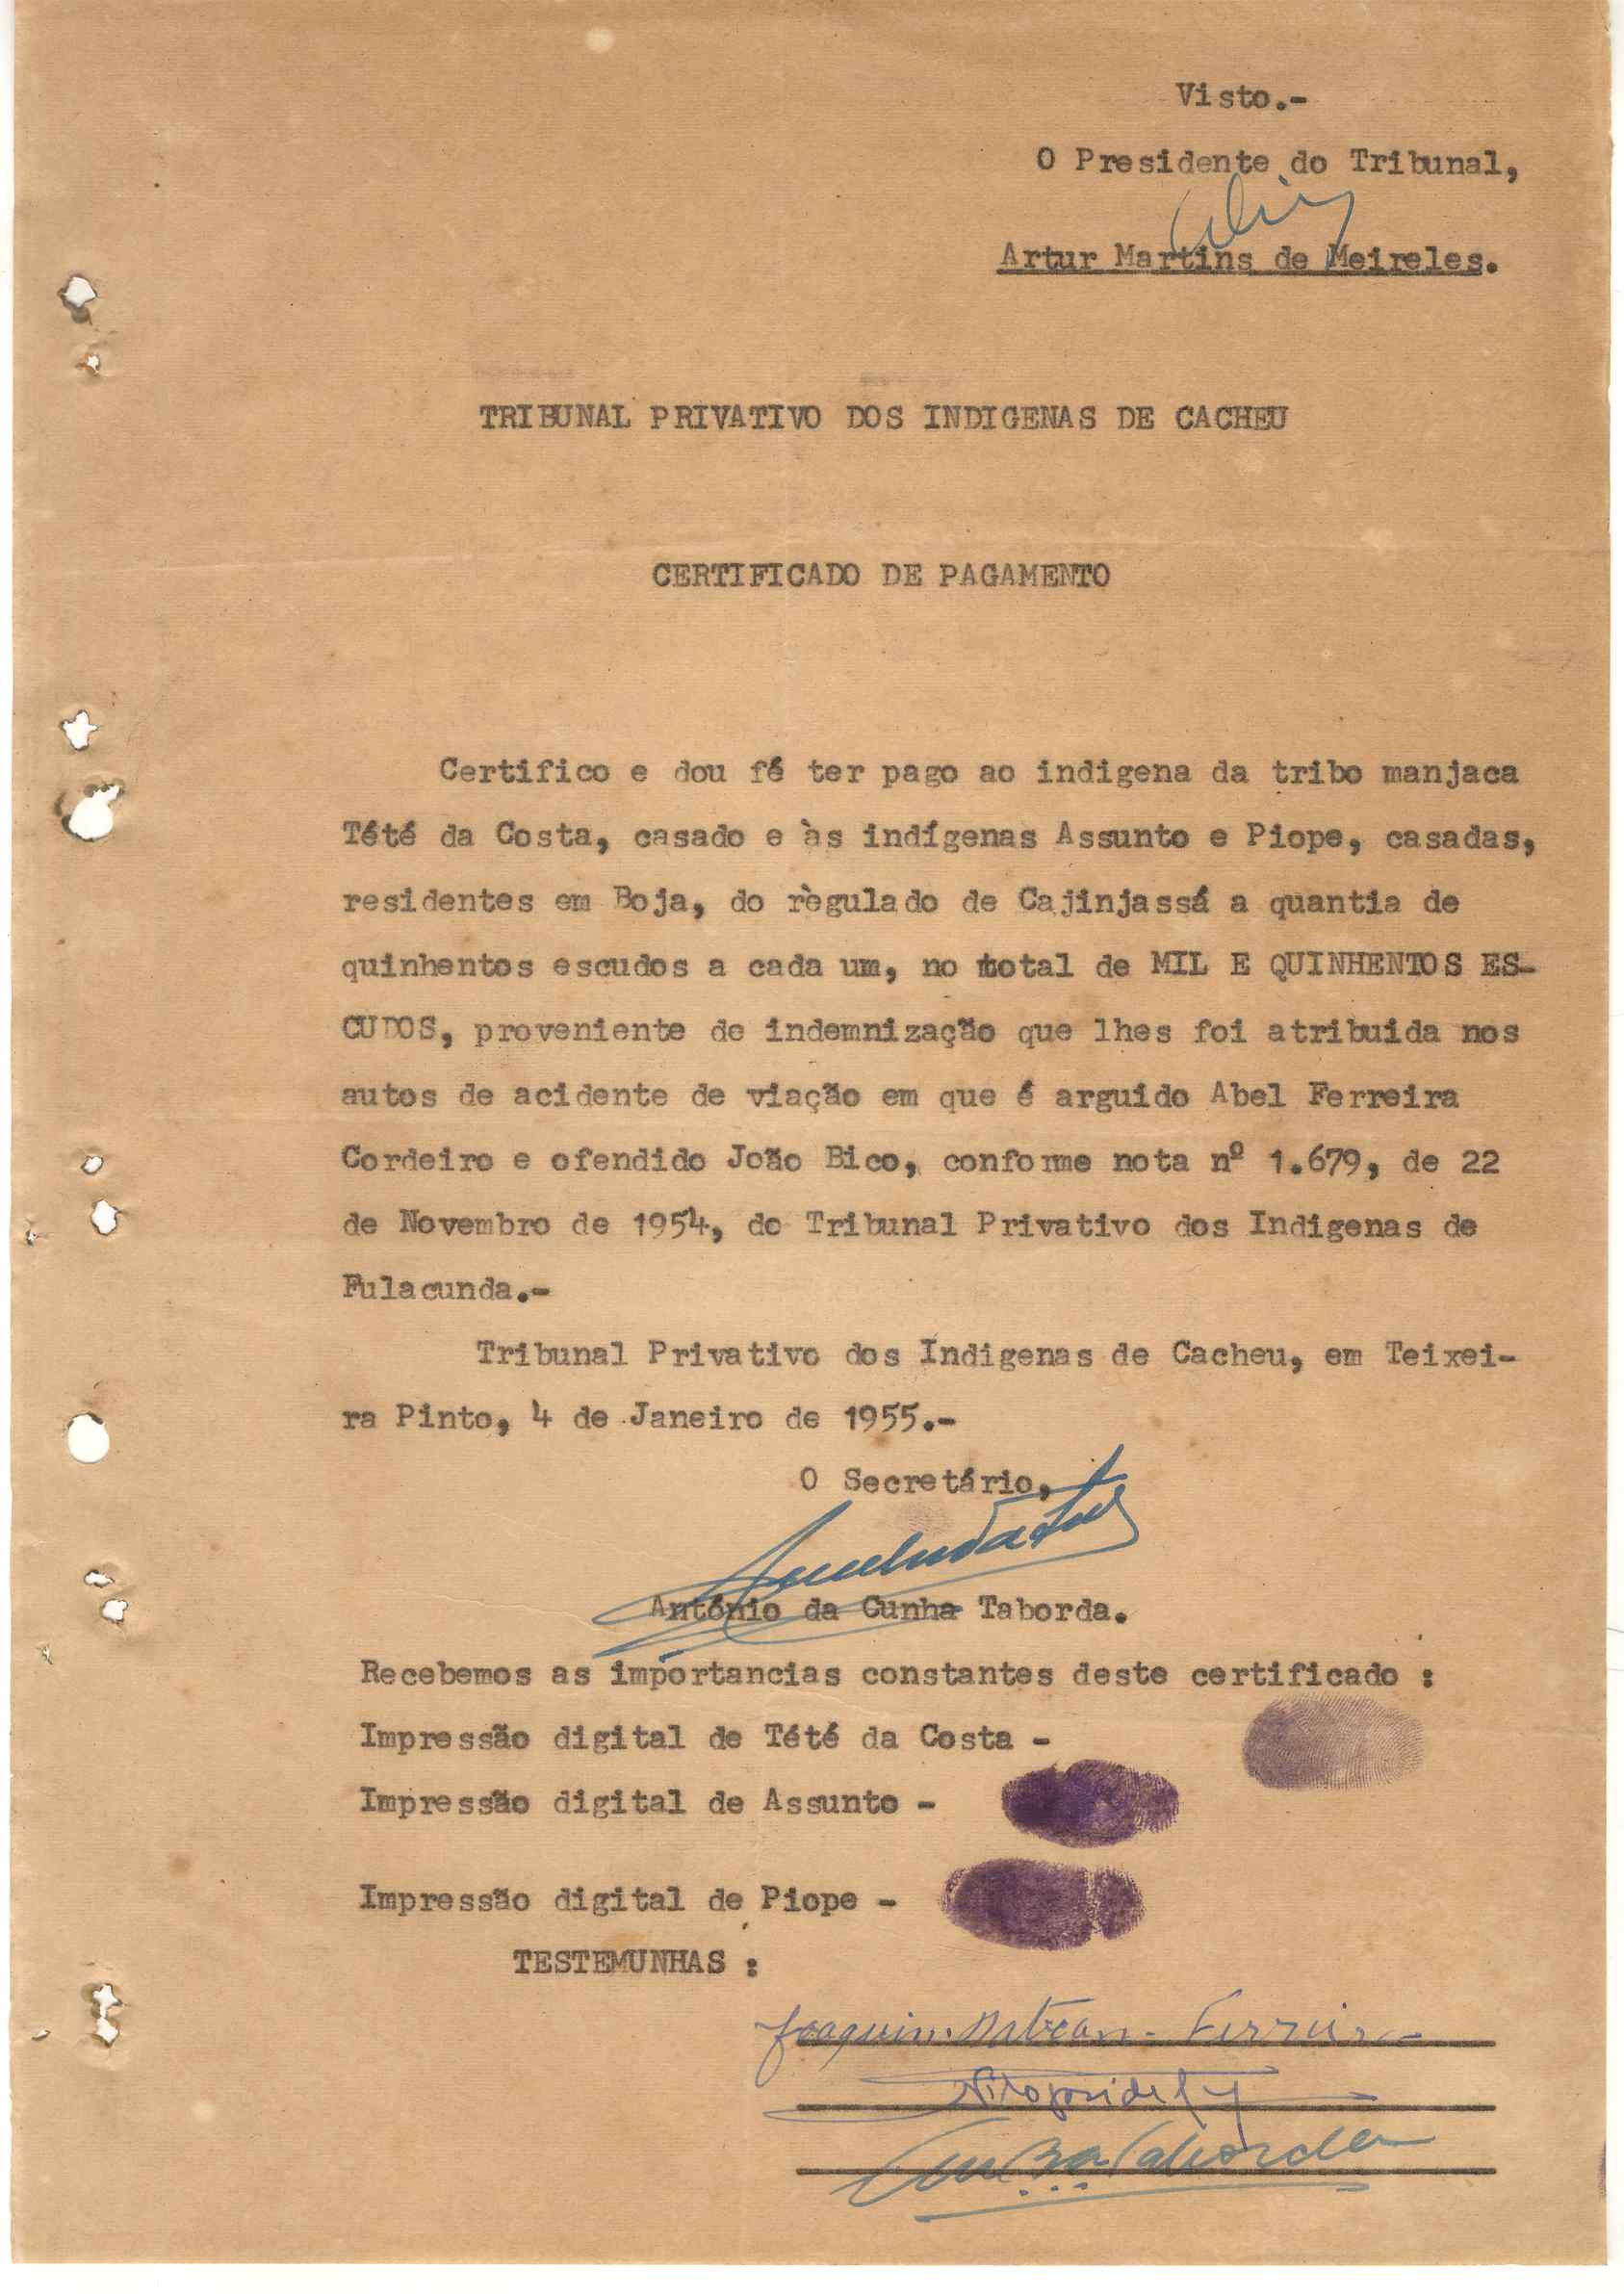 Visto.-
O Presidente do Tribunal,
Artur Martins de Meireles.
TRIBUNAL PRIVATIVO DOS INDIGENAS DE CACHEU
CERTIFICADO DE PAGAMENTO
Certifico e dou fé ter pago ao indigena da tribo manjaca
Tété da Costa, casado e às indígenas Assunto e Piope, casadas,
residentes em Boja, do règulado de Cajinjassá a quantia de
quinhentos escudos a cada um, no total de MIL E QUINHENTOS ES-
CUDOS, proveniente de indemnização que lhes foi atribuida nos
autos de acidente de viação em que é arguido Abel Ferreira
Cordeiro e ofendido João Bico, conforme nota nº 1.679, de 22
de Novembro de 1954, do Tribunal Privativo dos Indigenas de
Fulacunda.-
Tribunal Privativo dos Indigenas de Cacheu, em Teixei-
ra Pinto, 4 de Janeiro de 1955.-
O Secretário,
António da Cunha Taborda.
Recebemos as importancias constantes deste certificado :
Impressão digital de Tété da Costa -
Impressão digital de Assunto -
Impressão digital de Piope -
TESTEMUNHAS :
Joaquim Ferreira
Taborda